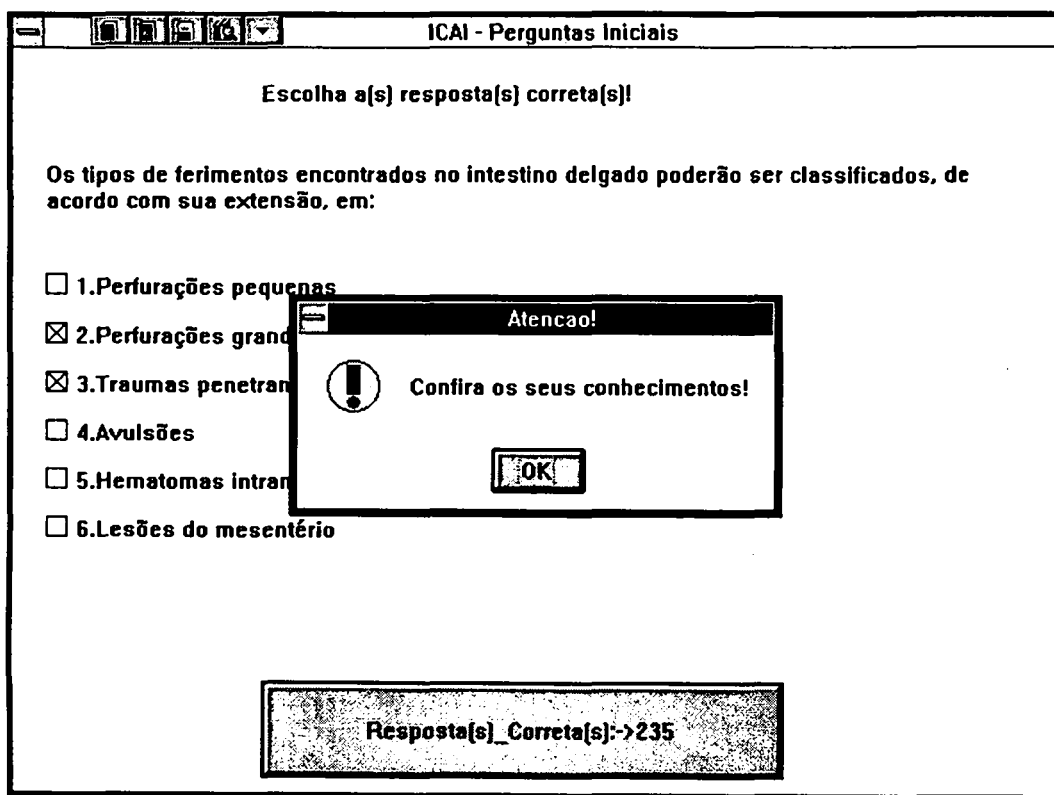 ICAI - Perguntas Iniciais
Escolha a(s) resposta(s) correta(s)!
Os tipos de ferimentos encontrados no intestino delgado poderão ser classificados, de
acordo com sua extensão, em:
1.Perfurações pequenas
2.Perfurações grand
3.Traumas penetran
4.Avulsões
5.Hematomas intran
6.Lesões do mesentério
Atencao!
Confira os seus conhecimentos!
OK
Resposta(s)_Correta(s):->235